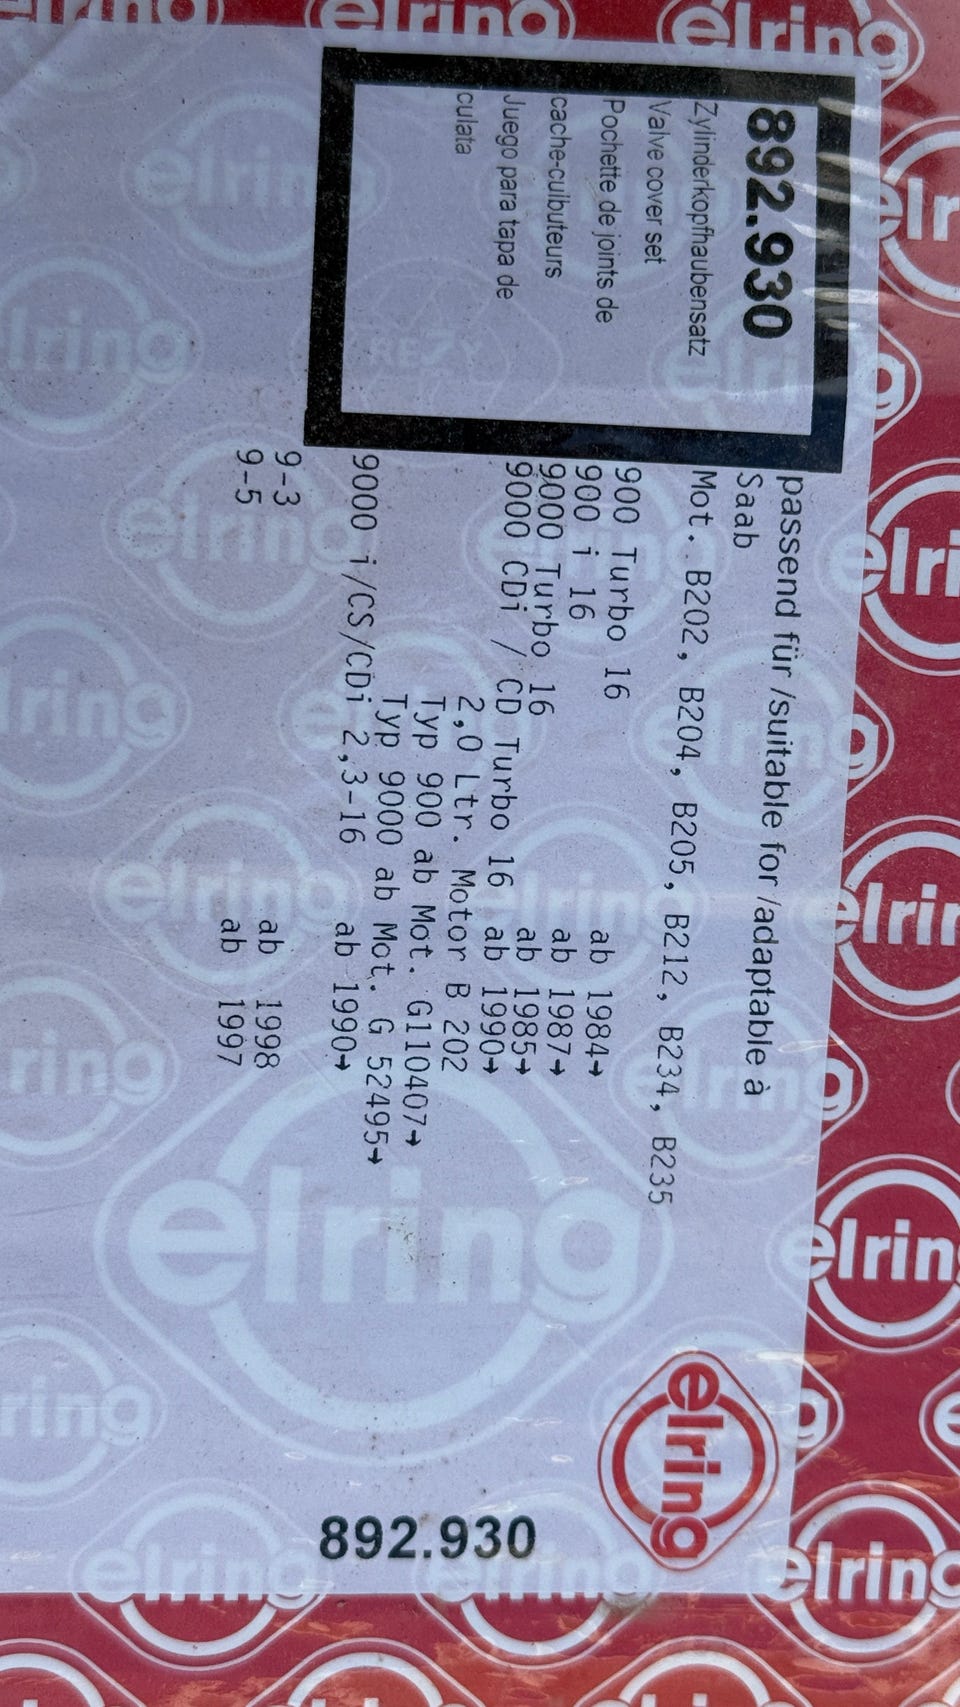 892.930
Zylinderkopfhaubensatz
Valve cover set
Pochette de joints de
cache-culbuteurs
Juego para tapa de
culata
passend für/suitable for/adaptable à
Saab
Mot. B202, B204, B205, B212, B234, B235
900 Turbo 16 ab 1984→
900 i 16 ab 1987→
9000 Turbo 16 ab 1985→
9000 CDi / CD Turbo 16 ab 1990→
2,0 Ltr. Motor B 202
Typ 900 ab Mot. G110407→
Typ 9000 ab Mot. G 52495→
9000 i/CS/CDi 2,3-16 ab 1990→
9-3 ab 1998
9-5 ab 1997
elring
892.930
elring
REZY